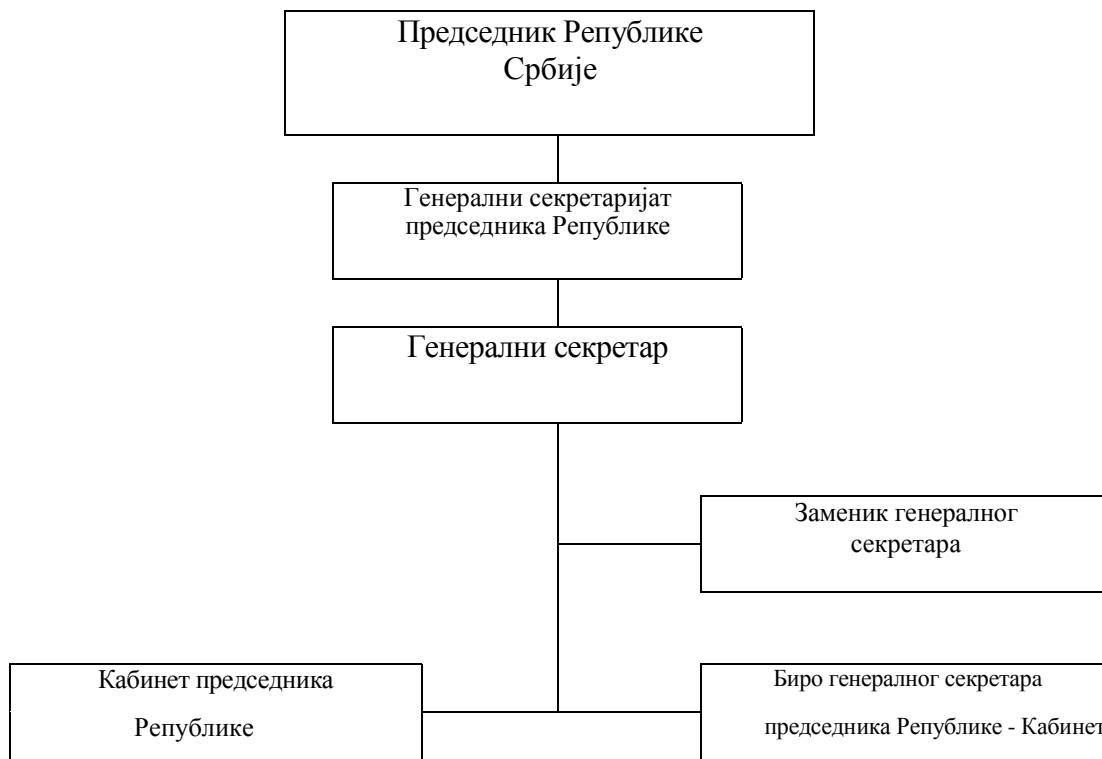 Председник Републике
Србије
Генерални секретаријат
председника Републике
Генерални секретар
Заменик генералног
секретара
Кабинет председника
Републике
Биро генералног секретара
председника Републике - Кабинет